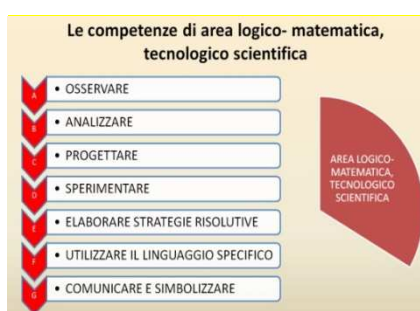 Le competenze di area logico- matematica,
tecnologico scientifica
A
• OSSERVARE
B
• ANALIZZARE
C
• PROGETTARE
D
• SPERIMENTARE
E
• ELABORARE STRATEGIE RISOLUTIVE
F
• UTILIZZARE IL LINGUAGGIO SPECIFICO
G
• COMUNICARE E SIMBOLIZZARE
AREA LOGICO-
MATEMATICA,
TECNOLOGICO
SCIENTIFICA